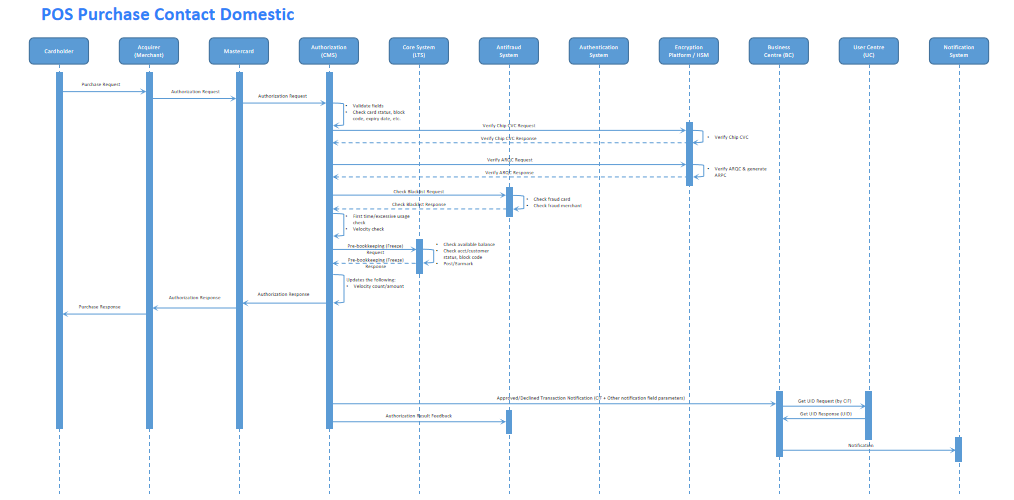 POS Purchase Contact Domestic
Cardholder
Acquirer
(Marchant)
Mastercard
Authorization
(CMS)
Core System
(LTS)
Antifraud
System
Authentication
System
Encryption
Platform / HSM
Business
Centre (BC)
User Centre
(UC)
Notification
System
Purchase Request
Authorization Request
Authorization Request
• Validate fields
• Check card status, block
code, expiry date, etc.
Verify Chip CVC Request
Verify Chip CVC Response
• Verify Chip CVC
Verify ARQC Request
Verify ARQC Response
• Verify ARQC & generate
ARPC
Check Blacklist Request
Check Blacklist Response
• Check fraud card
• Check fraud merchant
• First time/excessive usage
check
• Velocity check
Pre-bookkeeping (Freeze)
Request
Pre-bookkeeping (Freeze)
Response
• Check available balance
• Check acct/customer
status, block code
• Post/Earmark
Updates the following:
• Velocity count/amount
Authorization Response
Authorization Response
Purchase Response
Approved/Declined Transaction Notification (CIF + Other notification field parameters)
Get UID Request (by CIF)
Get UID Response (UID)
Authorization Result Feedback
Notification